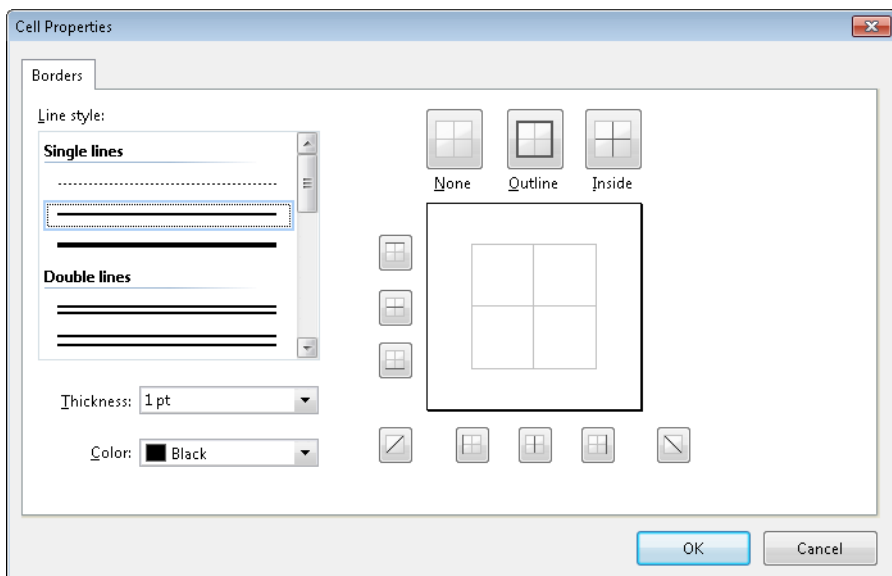 Cell Properties
Borders
Line style:
Single lines
Double lines
Thickness: 1 pt
Color: Black
None Outline Inside
OK Cancel